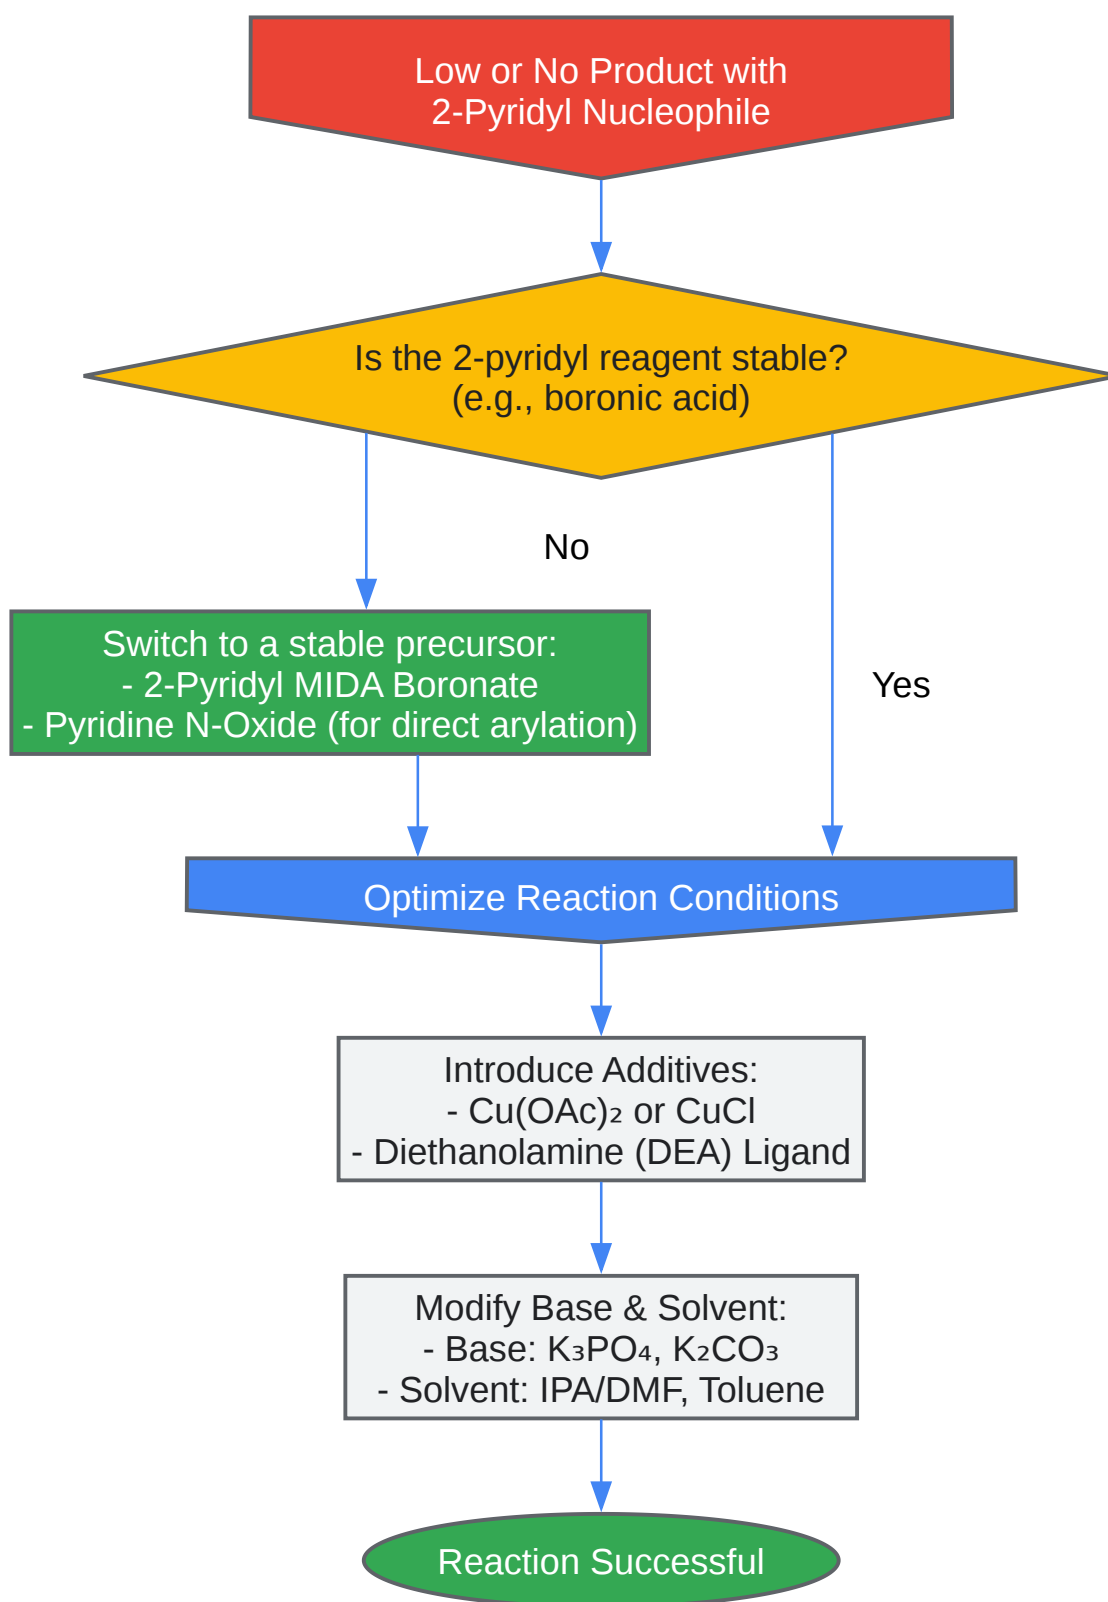 Low or No Product with
2-Pyridyl Nucleophile
Is the 2-pyridyl reagent stable?
(e.g., boronic acid)
No
Switch to a stable precursor:
- 2-Pyridyl MIDA Boronate
- Pyridine N-Oxide (for direct arylation)
Yes
Optimize Reaction Conditions
Introduce Additives:
- Cu(OAc)₂ or CuCl
- Diethanolamine (DEA) Ligand
Modify Base & Solvent:
- Base: K₃PO₄, K₂CO₃
- Solvent: IPA/DMF, Toluene
Reaction Successful